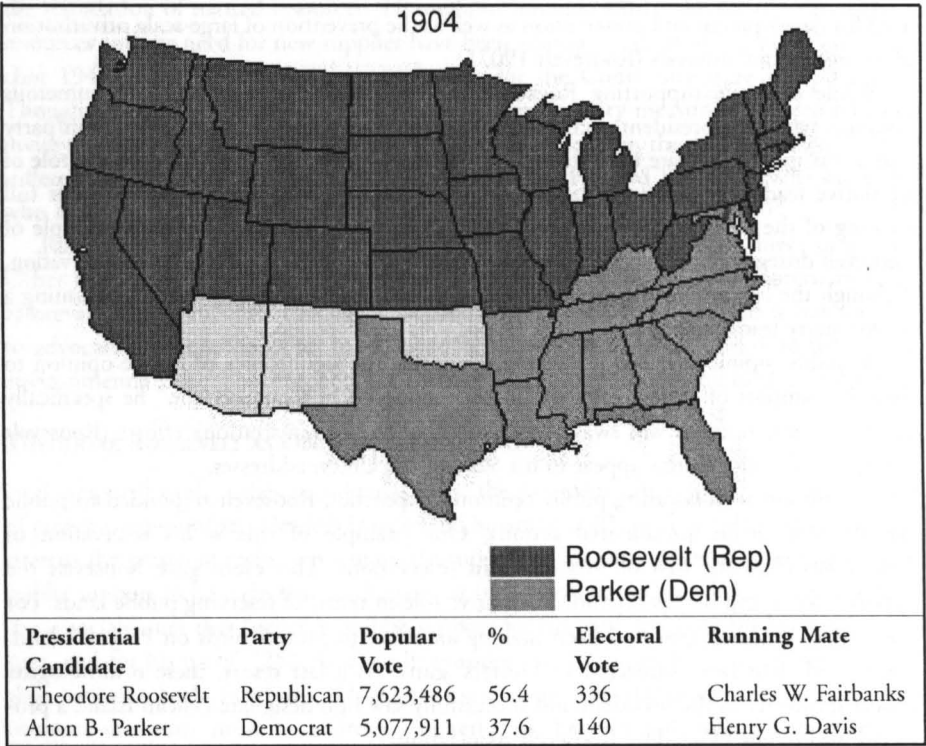 1904
Roosevelt (Rep)
Parker (Dem)
Presidential Party Popular % Electoral Running Mate
Candidate Vote Vote
Theodore Roosevelt Republican 7,623,486 56.4 336 Charles W. Fairbanks
Alton B. Parker Democrat 5,077,911 37.6 140 Henry G. Davis